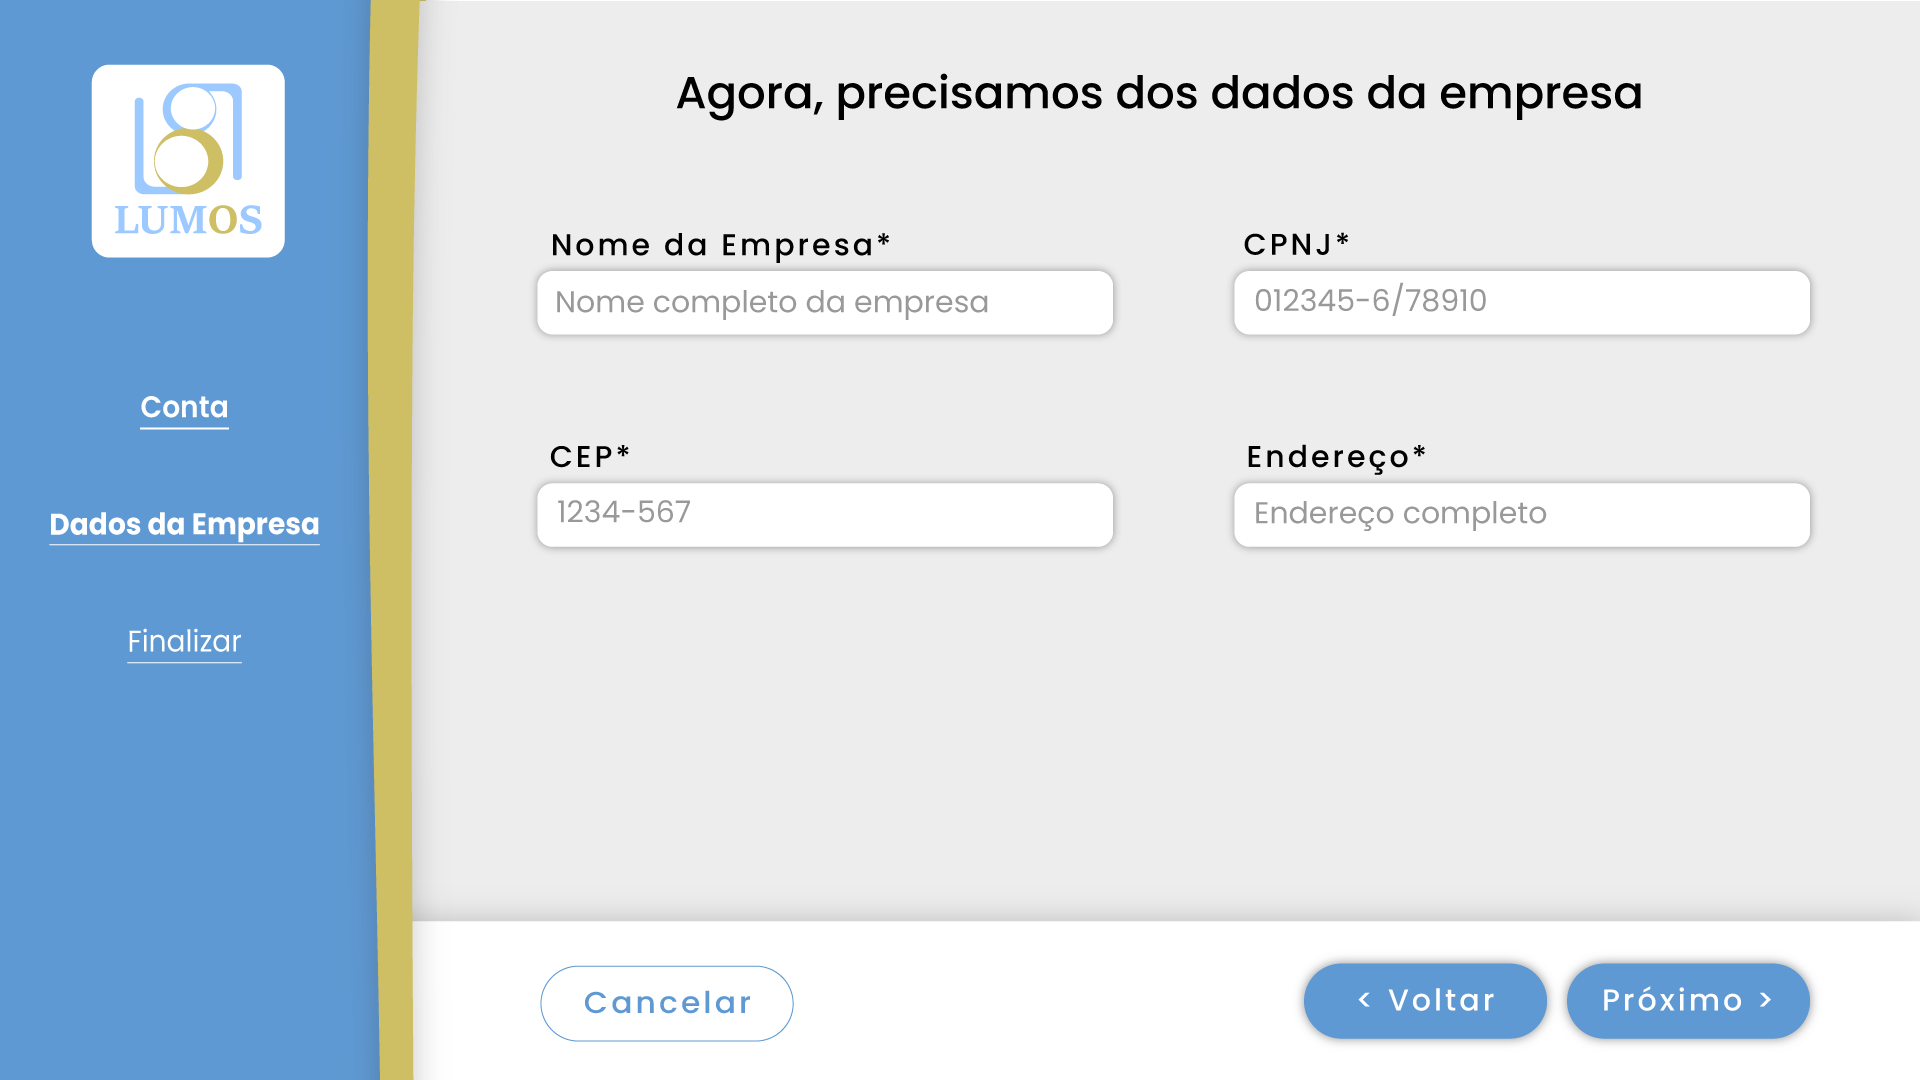 LUMOS
Conta
Dados da Empresa
Finalizar
Agora, precisamos dos dados da empresa
Nome da Empresa*
Nome completo da empresa
CPNJ*
012345-6/78910
CEP*
1234-567
Endereço*
Endereço completo
Cancelar
< Voltar
Próximo >